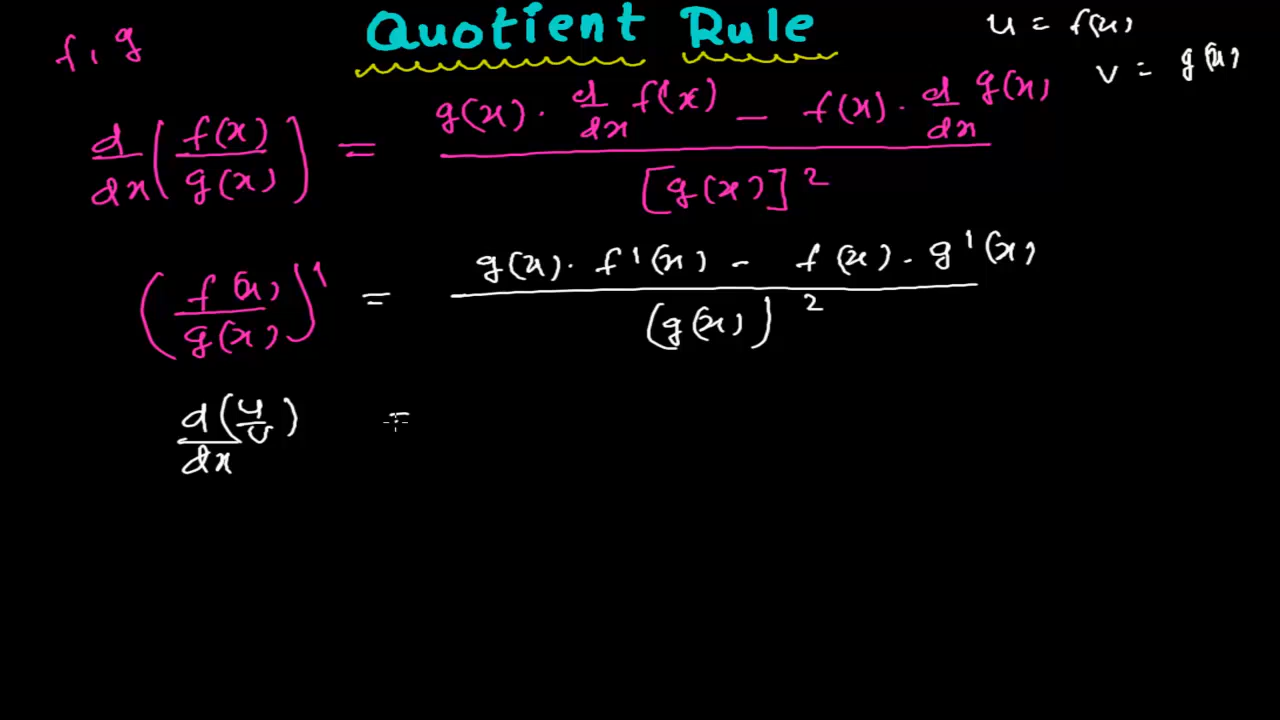 Quotient Rule
f, g
u = f(x)
v = g(x)
d/dx (f(x)/g(x)) = (g(x) · d/dx f(x) − f(x) · d/dx g(x)) / [g(x)]²
(f(x)/g(x))' = (g(x) · f'(x) − f(x) · g'(x)) / (g(x))²
d/dx (u/v) =